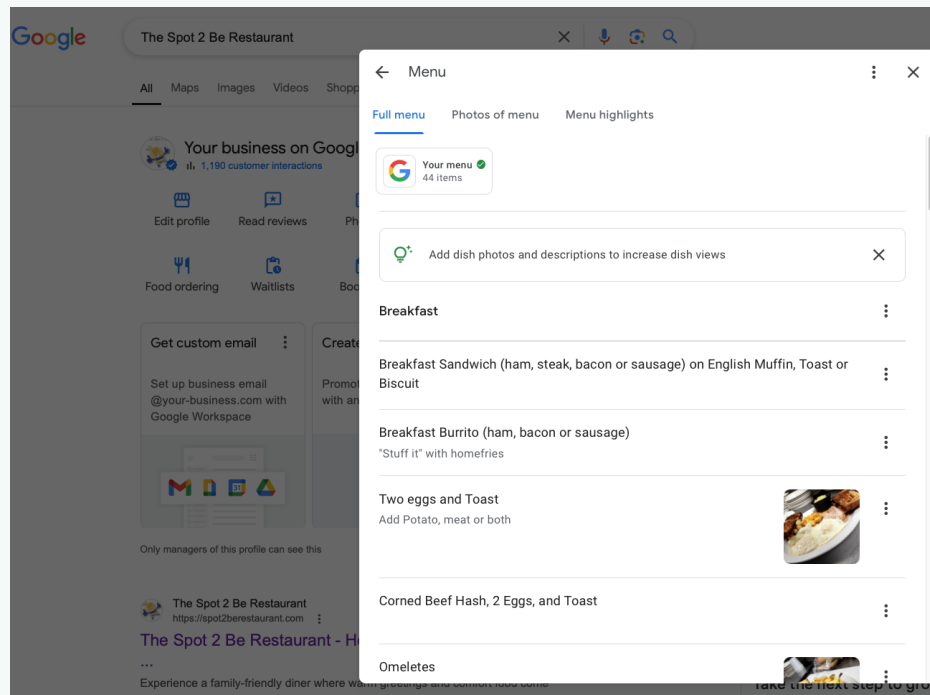 Google
The Spot 2 Be Restaurant
All Maps Images Videos
Your business on
1,190 customer interactions
Edit profile
Read reviews
Food ordering
Waitlists
Get custom email
Set up business email
@your-business.com with
Google Workspace
Only managers of this profile can see this
The Spot 2 Be Restaurant
https://spot2berestaurant.com
The Spot 2 Be Restaurant -
...
Experience a family-friendly diner where
Menu
Full menu Photos of menu Menu highlights
Your menu
44 items
Add dish photos and descriptions to increase dish views
Breakfast
Breakfast Sandwich (ham, steak, bacon or sausage) on English Muffin, Toast or
Biscuit
Breakfast Burrito (ham, bacon or sausage)
"Stuff it" with homefries
Two eggs and Toast
Add Potato, meat or both
Corned Beef Hash, 2 Eggs, and Toast
Omeletes